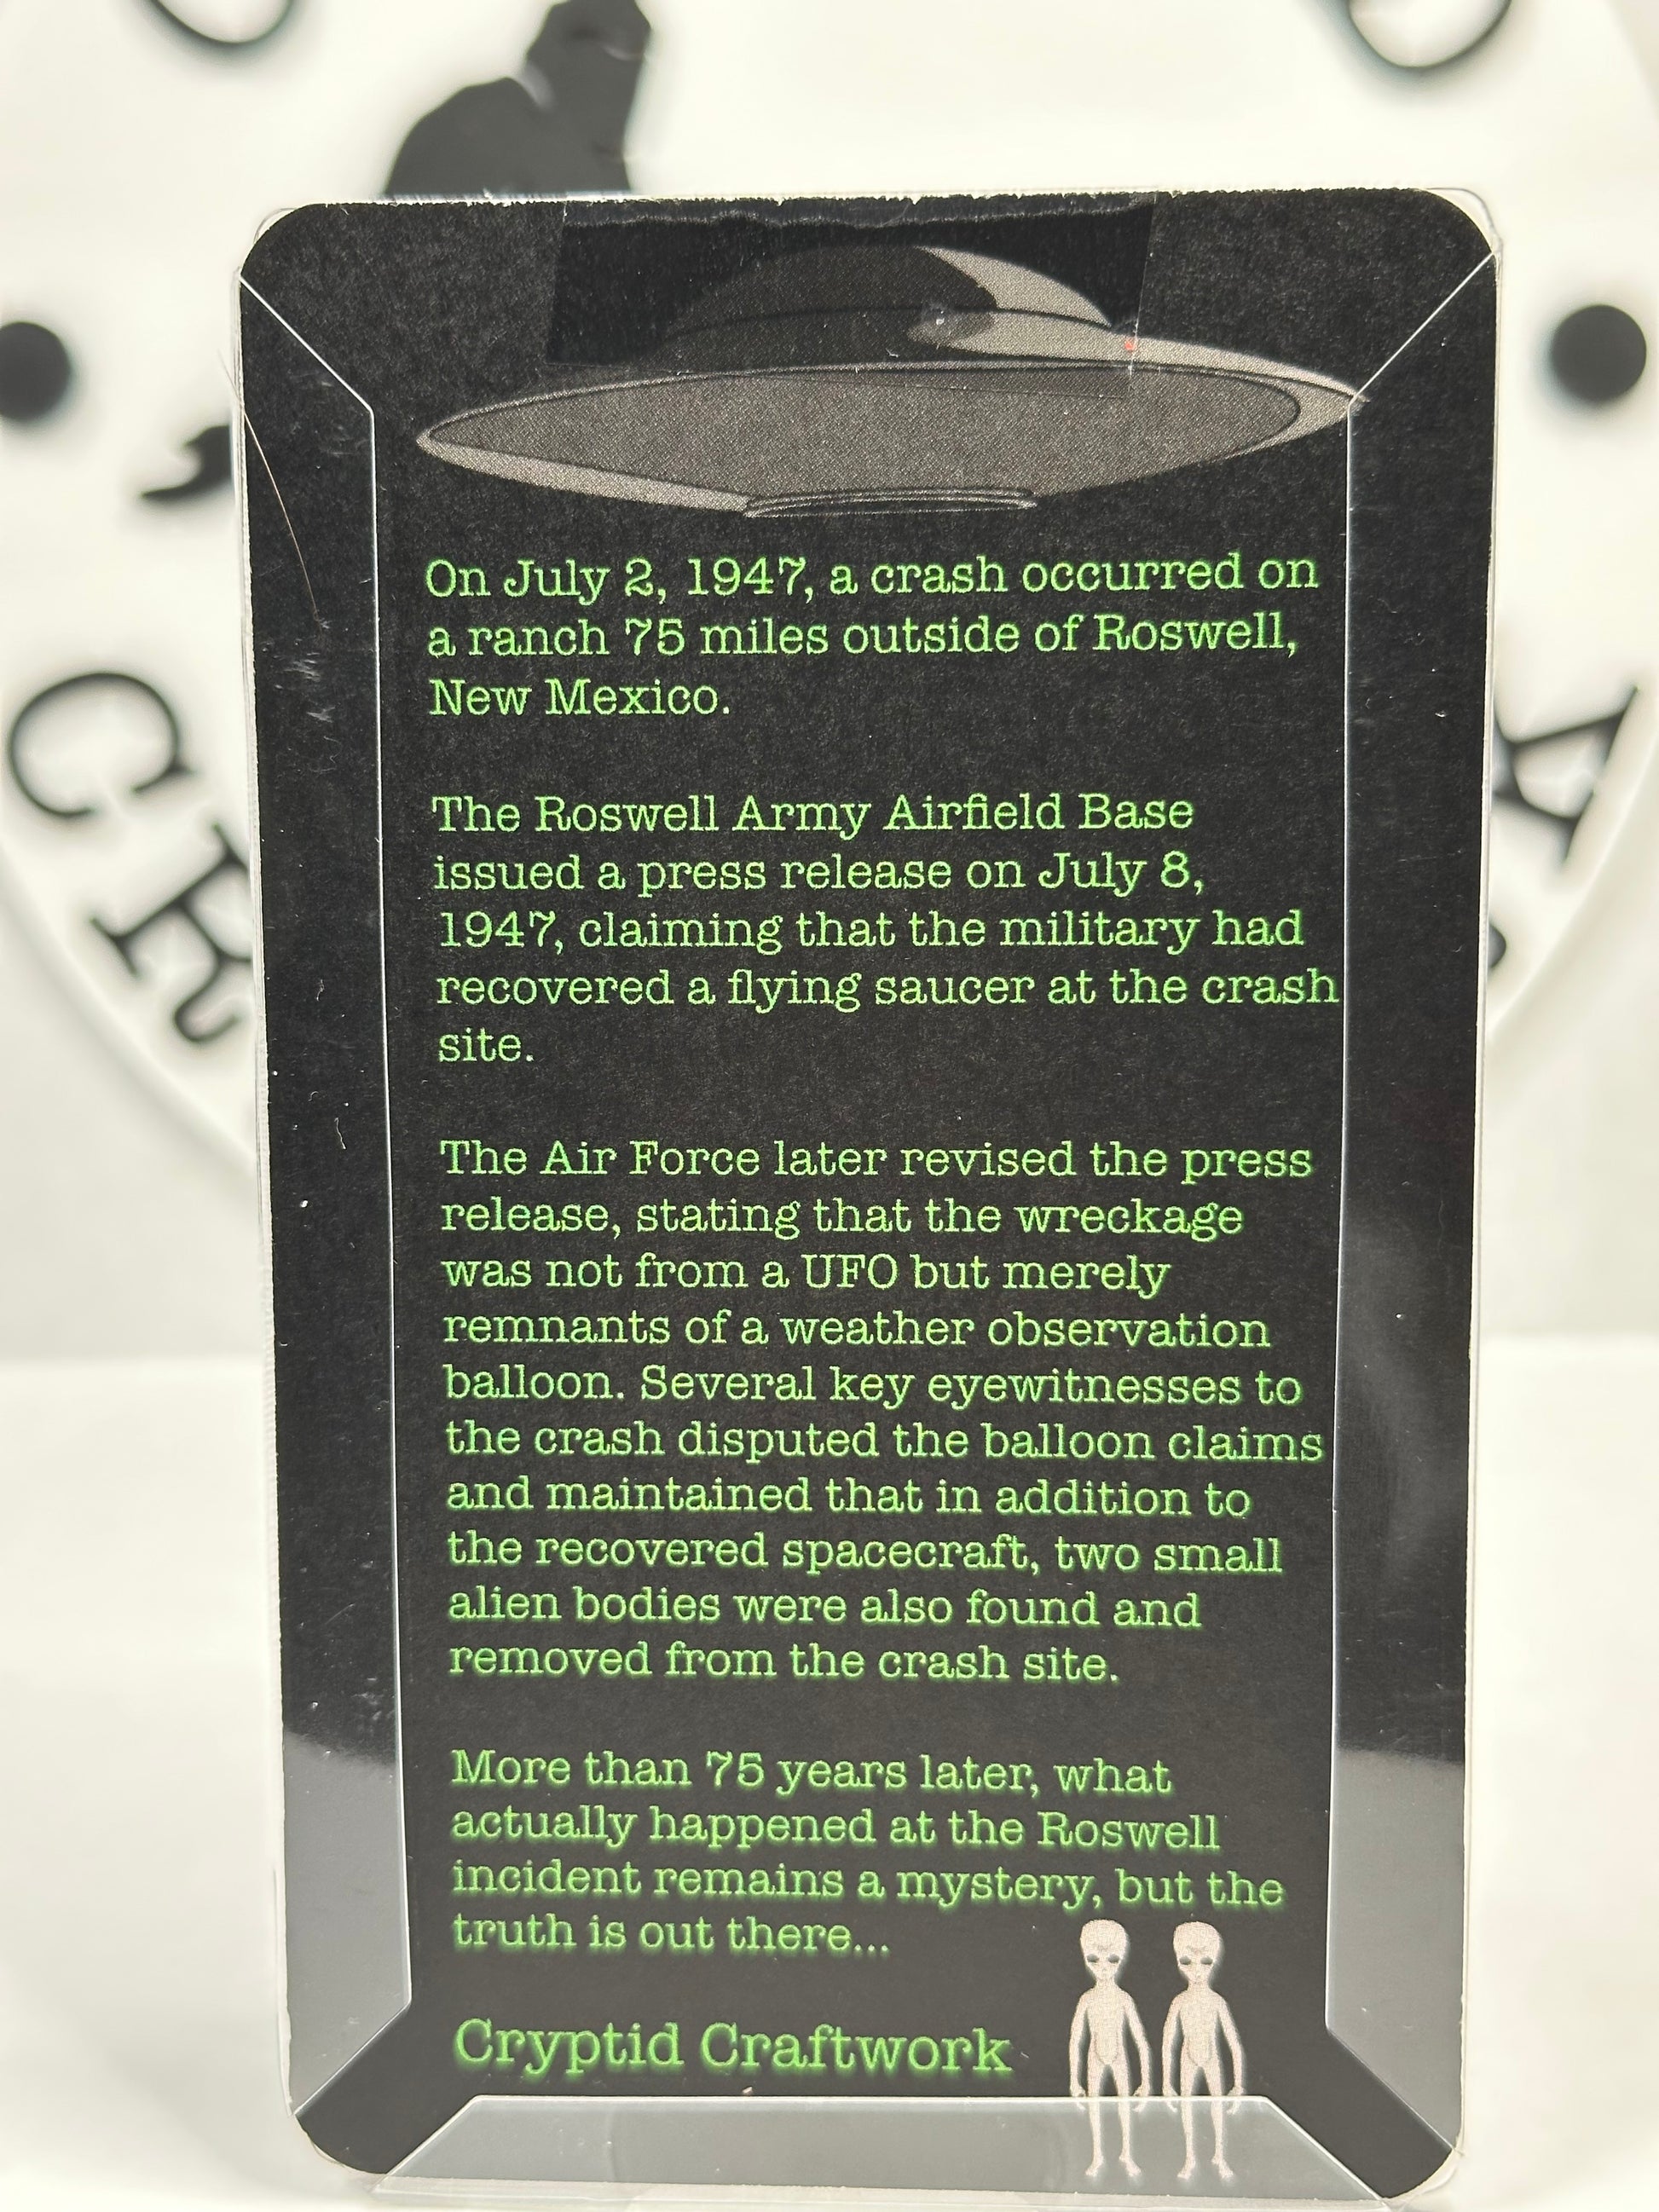 On July 2, 1947, a crash occurred on
a ranch 75 miles outside of Roswell,
New Mexico.
The Roswell Army Airfield Base
issued a press release on July 8,
1947, claiming that the military had
recovered a flying saucer at the crash
site.
The Air Force later revised the press
release, stating that the wreckage
was not from a UFO but merely
remnants of a weather observation
balloon. Several key eyewitnesses to
the crash disputed the balloon claims
and maintained that in addition to
the recovered spacecraft, two small
alien bodies were also found and
removed from the crash site.
More than 75 years later, what
actually happened at the Roswell
incident remains a mystery, but the
truth is out there...
Cryptid Craftwork